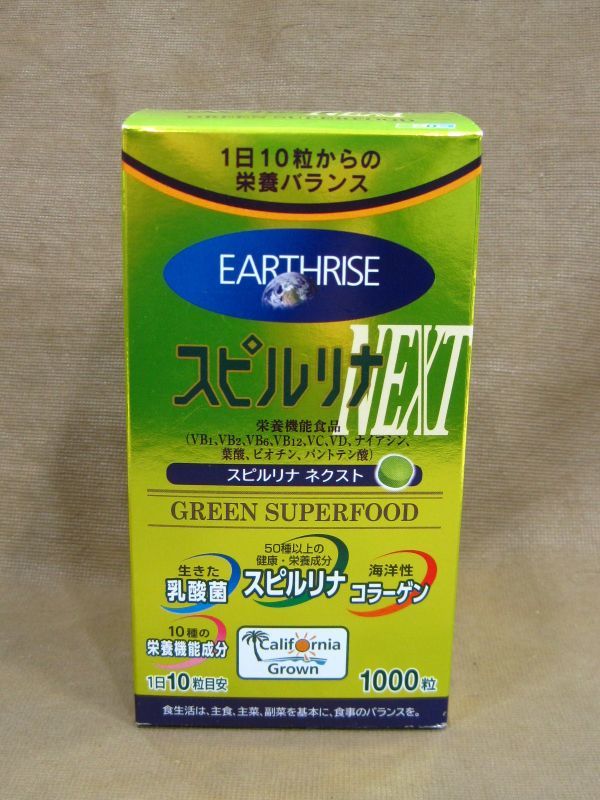 GREEN SUPERFOOD
1日10粒からの
栄養バランス
EARTHRISE
スピルリナ
NEXT
栄養機能食品
(VB1、VB2、VB6、VB12、VC、VD、ナイアシン、
葉酸、ビオチン、パントテン酸)
スピルリナ ネクスト
GREEN SUPERFOOD
生きた
乳酸菌
50種以上の
健康・栄養成分
スピルリナ
海洋性
コラーゲン
10種の
栄養機能成分
California
Grown
1日10粒目安
1000粒
食生活は、主食、主菜、副菜を基本に、食事のバランスを。